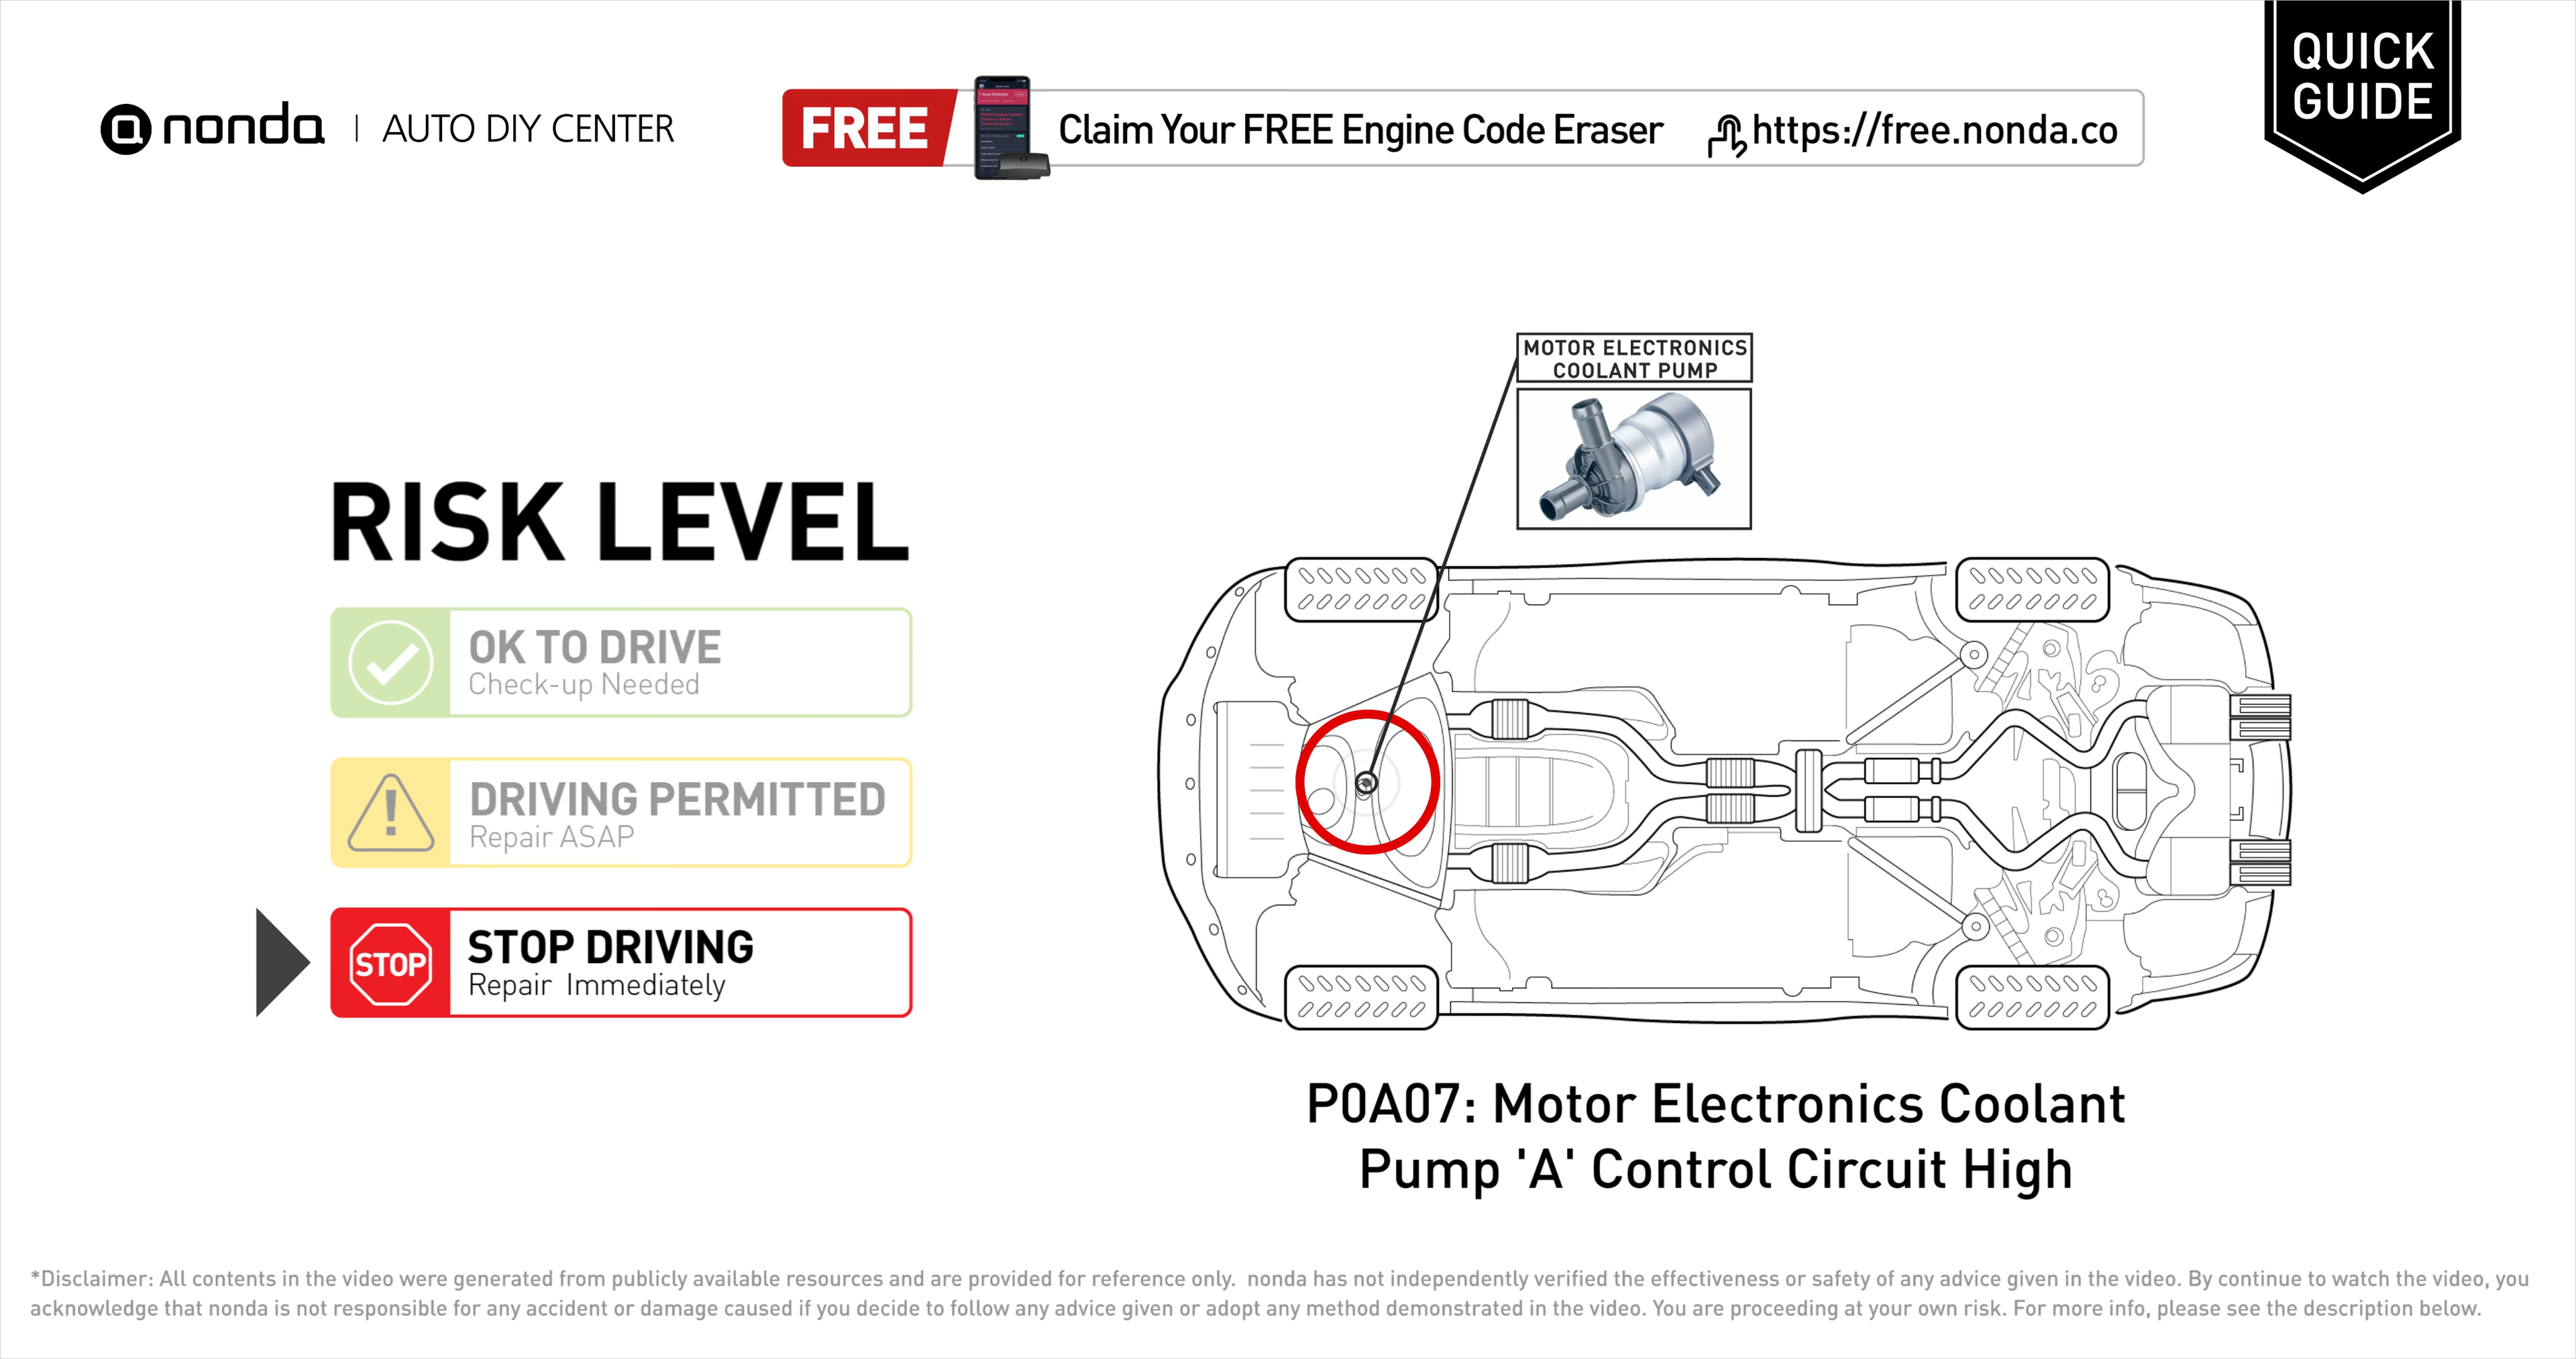 nonda | AUTO DIY CENTER
FREE
Claim Your FREE Engine Code Eraser
https://free.nonda.co
QUICK
GUIDE
MOTOR ELECTRONICS
COOLANT PUMP
RISK LEVEL
OK TO DRIVE
Check-up Needed
DRIVING PERMITTED
Repair ASAP
STOP
STOP DRIVING
Repair Immediately
P0A07: Motor Electronics Coolant
Pump 'A' Control Circuit High
*Disclaimer: All contents in the video were generated from publicly available resources and are provided for reference only. nonda has not independently verified the effectiveness or safety of any advice given in the video. By continue to watch the video, you
acknowledge that nonda is not responsible for any accident or damage caused if you decide to follow any advice given or adopt any method demonstrated in the video. You are proceeding at your own risk. For more info, please see the description below.